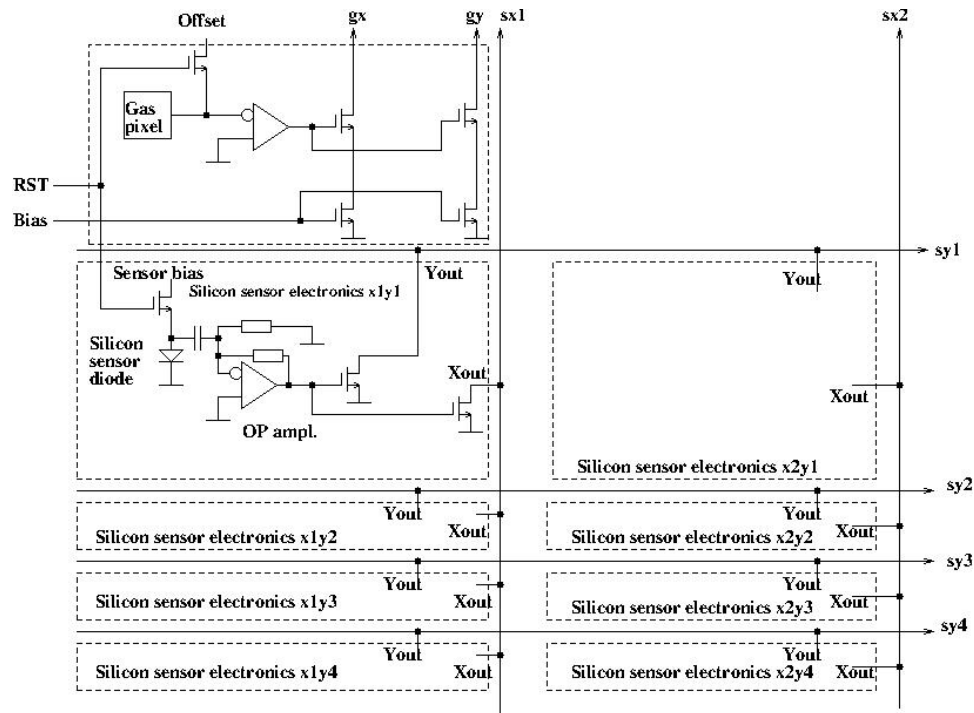 Offset
gx
gy
sx1
sx2
Gas
pixel
RST
Bias
sy1
Sensor bias
Yout
Yout
Silicon sensor electronics x1y1
Silicon
sensor
diode
Xout
Xout
OP ampl.
Silicon sensor electronics x2y1
sy2
Yout
Yout
Silicon sensor electronics x1y2
Xout
Silicon sensor electronics x2y2
Xout
sy3
Yout
Yout
Silicon sensor electronics x1y3
Xout
Silicon sensor electronics x2y3
Xout
sy4
Yout
Yout
Silicon sensor electronics x1y4
Xout
Silicon sensor electronics x2y4
Xout